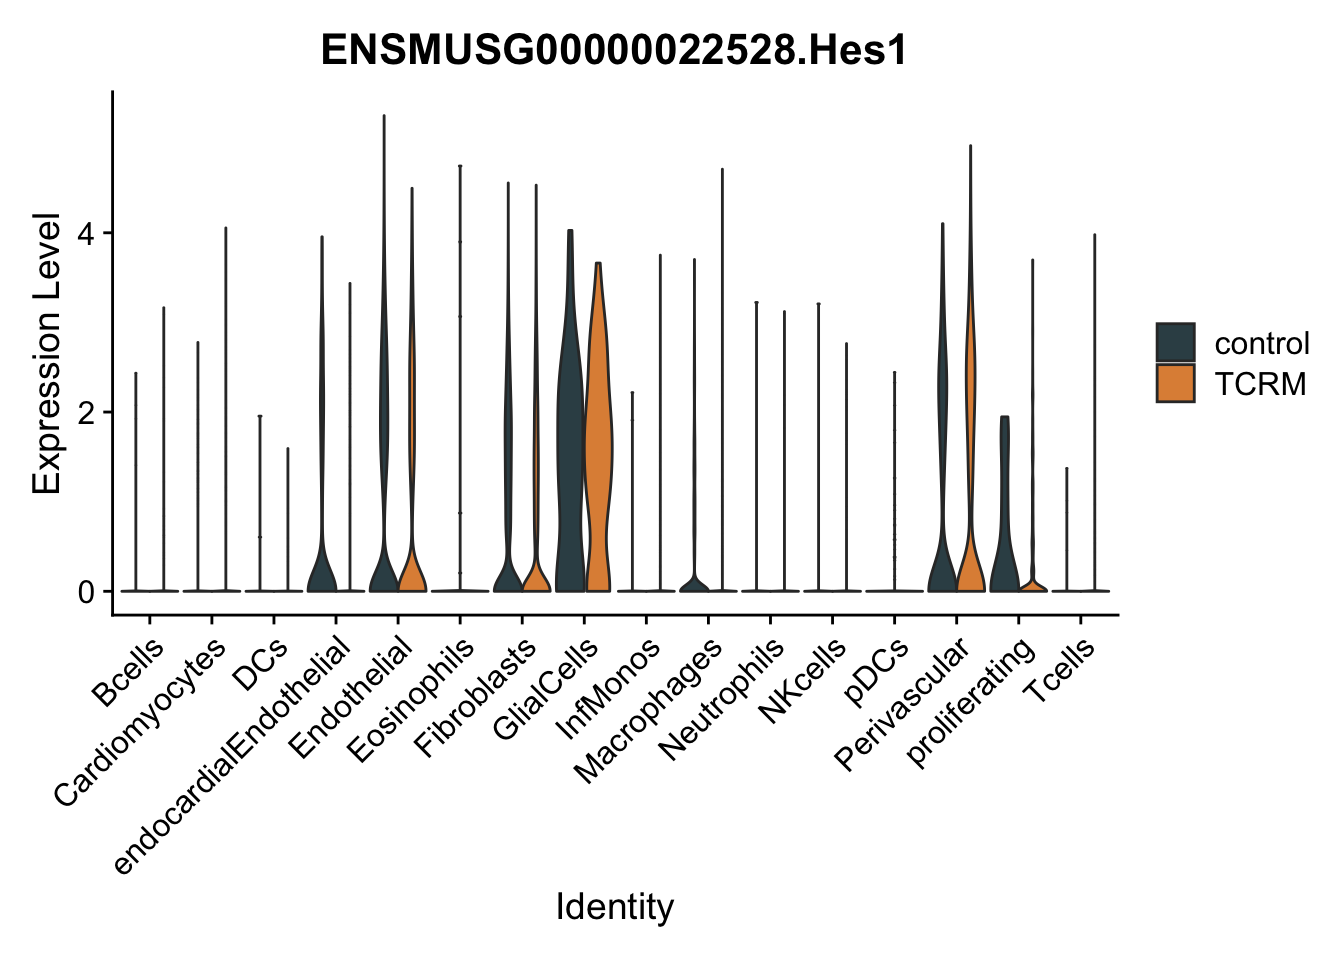 ENSMUSG00000022528.Hes1
Expression Level
4
2
0
control
TCRM
Bcells
Cardiomyocytes
DCs
endocardialEndothelial
Endothelial
Eosinophils
Fibroblasts
GlialCells
InfMonos
Macrophages
Neutrophils
NKcells
pDCs
Perivascular
proliferating
Tcells
Identity